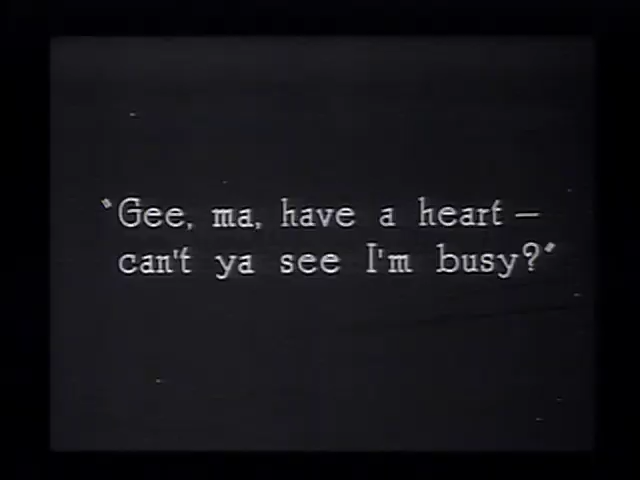 "Gee, ma, have a heart —
can't ya see I'm busy?"